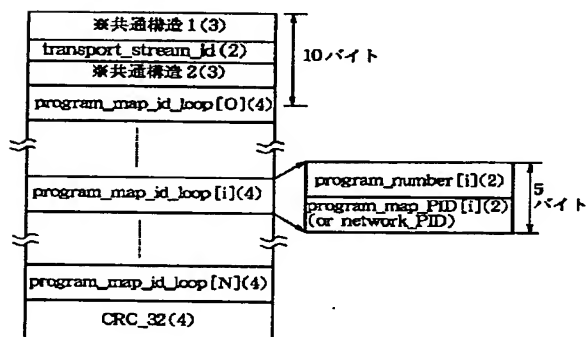 ※共通構造1(3)
transport_stream_id(2)
※共通構造2(3)
10バイト
program_map_id_loop[O](4)
program_map_id_loop[i](4)
program_number[i](2)
program_map_PID[i](2)
(or network_PID)
5
バイト
program_map_id_loop[N](4)
CRC_32(4)